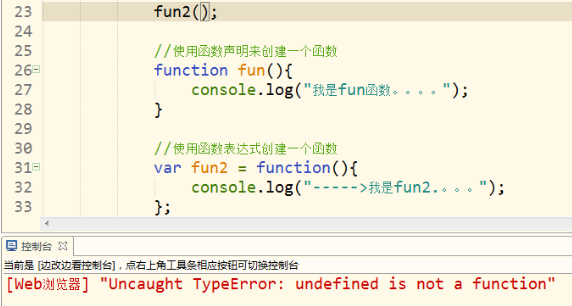 23 fun2();
24
25 //使用函数声明来创建一个函数
26 function fun(){
27 console.log("我是fun函数。。。。");
28 }
29
30 //使用函数表达式创建一个函数
31 var fun2 = function(){
32 console.log("----->我是fun2.。。。");
33 };
控制台
当前是 [边改边看控制台]，点右上角工具条相应按钮可切换控制台
[Web浏览器] "Uncaught TypeError: undefined is not a function"